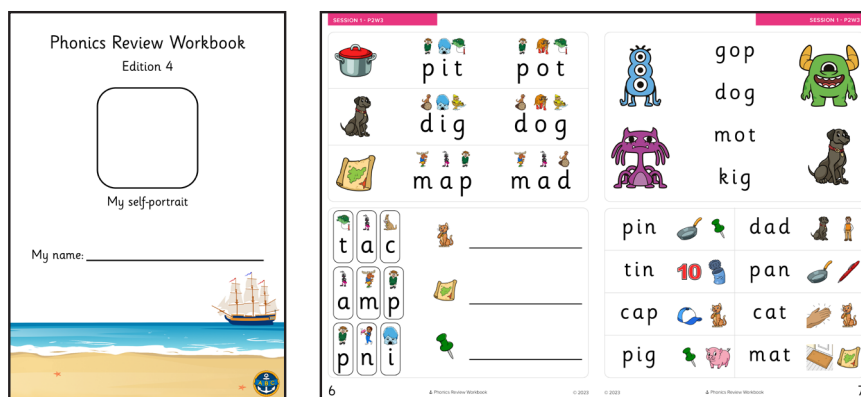 Phonics Review Workbook
Edition 4
My self-portrait
My name:
A B C
SESSION 1 - P2W3
pit pot
dig dog
map mad
t a c
a m p
p n i
6
Phonics Review Workbook
© 2023
SESSION 1 - P2W3
gop
dog
mot
kig
pin dad
tin 10 pan
cap cat
pig mat
© 2023
Phonics Review Workbook
7